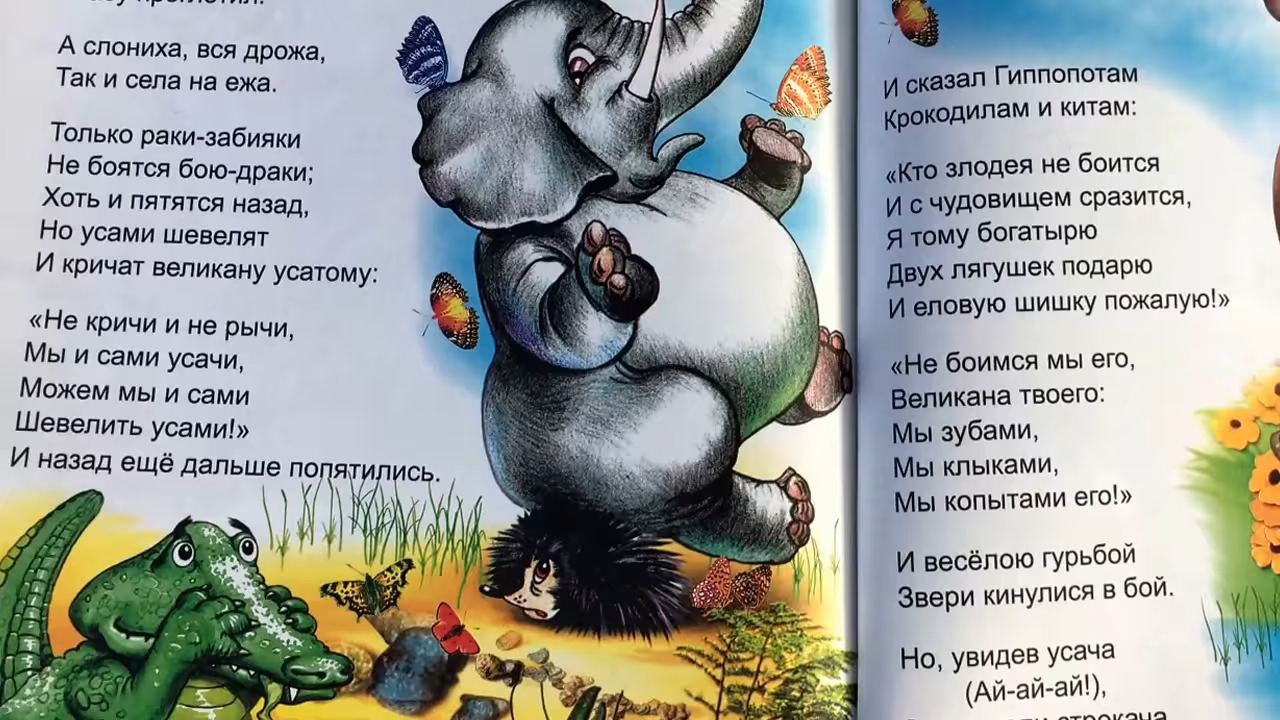 А слониха, вся дрожа,
Так и села на ежа.
Только раки-забияки
Не боятся бою-драки;
Хоть и пятятся назад,
Но усами шевелят
И кричат великану усатому:
«Не кричи и не рычи,
Мы и сами усачи,
Можем мы и сами
Шевелить усами!»
И назад ещё дальше попятились.
И сказал Гиппопотам
Крокодилам и китам:
«Кто злодея не боится
И с чудовищем сразится,
Я тому богатырю
Двух лягушек подарю
И еловую шишку пожалую!»
«Не боимся мы его,
Великана твоего:
Мы зубами,
Мы клыками,
Мы копытами его!»
И весёлою гурьбой
Звери кинулися в бой.
Но, увидев усача
(Ай-ай-ай!),